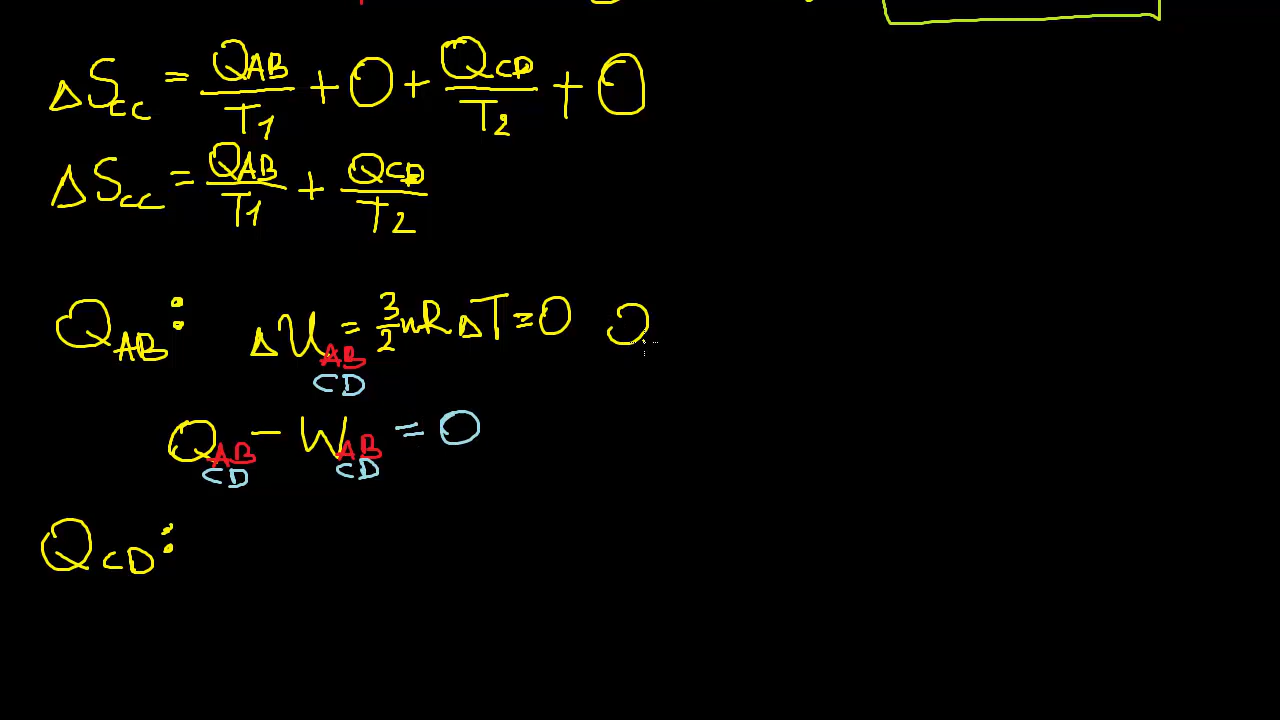 ΔS_CC = Q_AB/T_1 + 0 + Q_CD/T_2 + 0
ΔS_CC = Q_AB/T_1 + Q_CD/T_2
Q_AB: ΔU_AB = 3/2 nRΔT = 0
CD
Q_AB - W_AB = 0
CD CD
Q_CD: